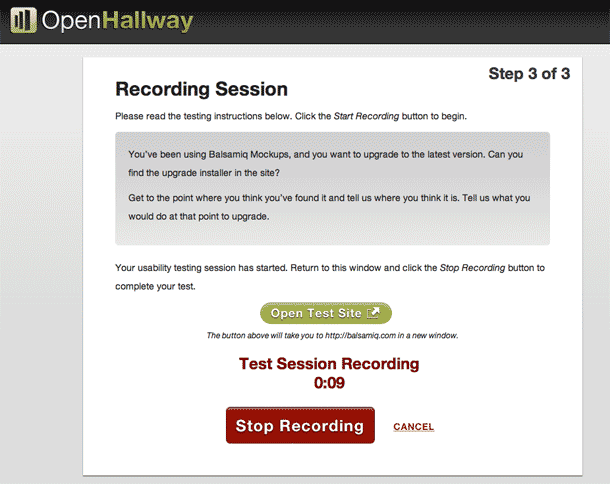 OpenHallway
Step 3 of 3
Recording Session
Please read the testing instructions below. Click the Start Recording button to begin.
You've been using Balsamiq Mockups, and you want to upgrade to the latest version. Can you
find the upgrade installer in the site?
Get to the point where you think you've found it and tell us where you think it is. Tell us what you
would do at that point to upgrade.
Your usability testing session has started. Return to this window and click the Stop Recording button to
complete your test.
Open Test Site
The button above will take you to http://balsamiq.com in a new window.
Test Session Recording
0:09
Stop Recording CANCEL